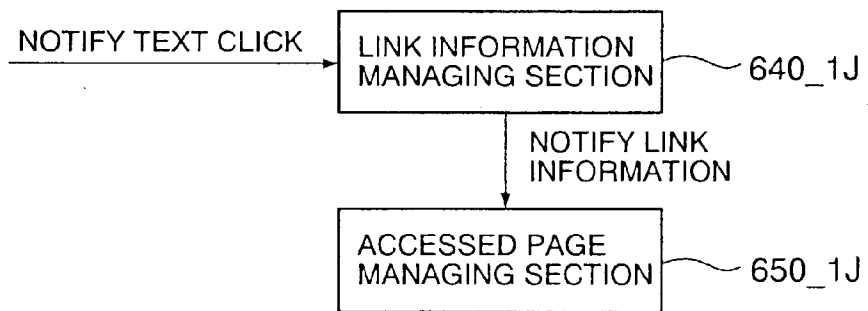 NOTIFY TEXT CLICK
LINK INFORMATION
MANAGING SECTION
640_1J
NOTIFY LINK
INFORMATION
ACCESSED PAGE
MANAGING SECTION
650_1J